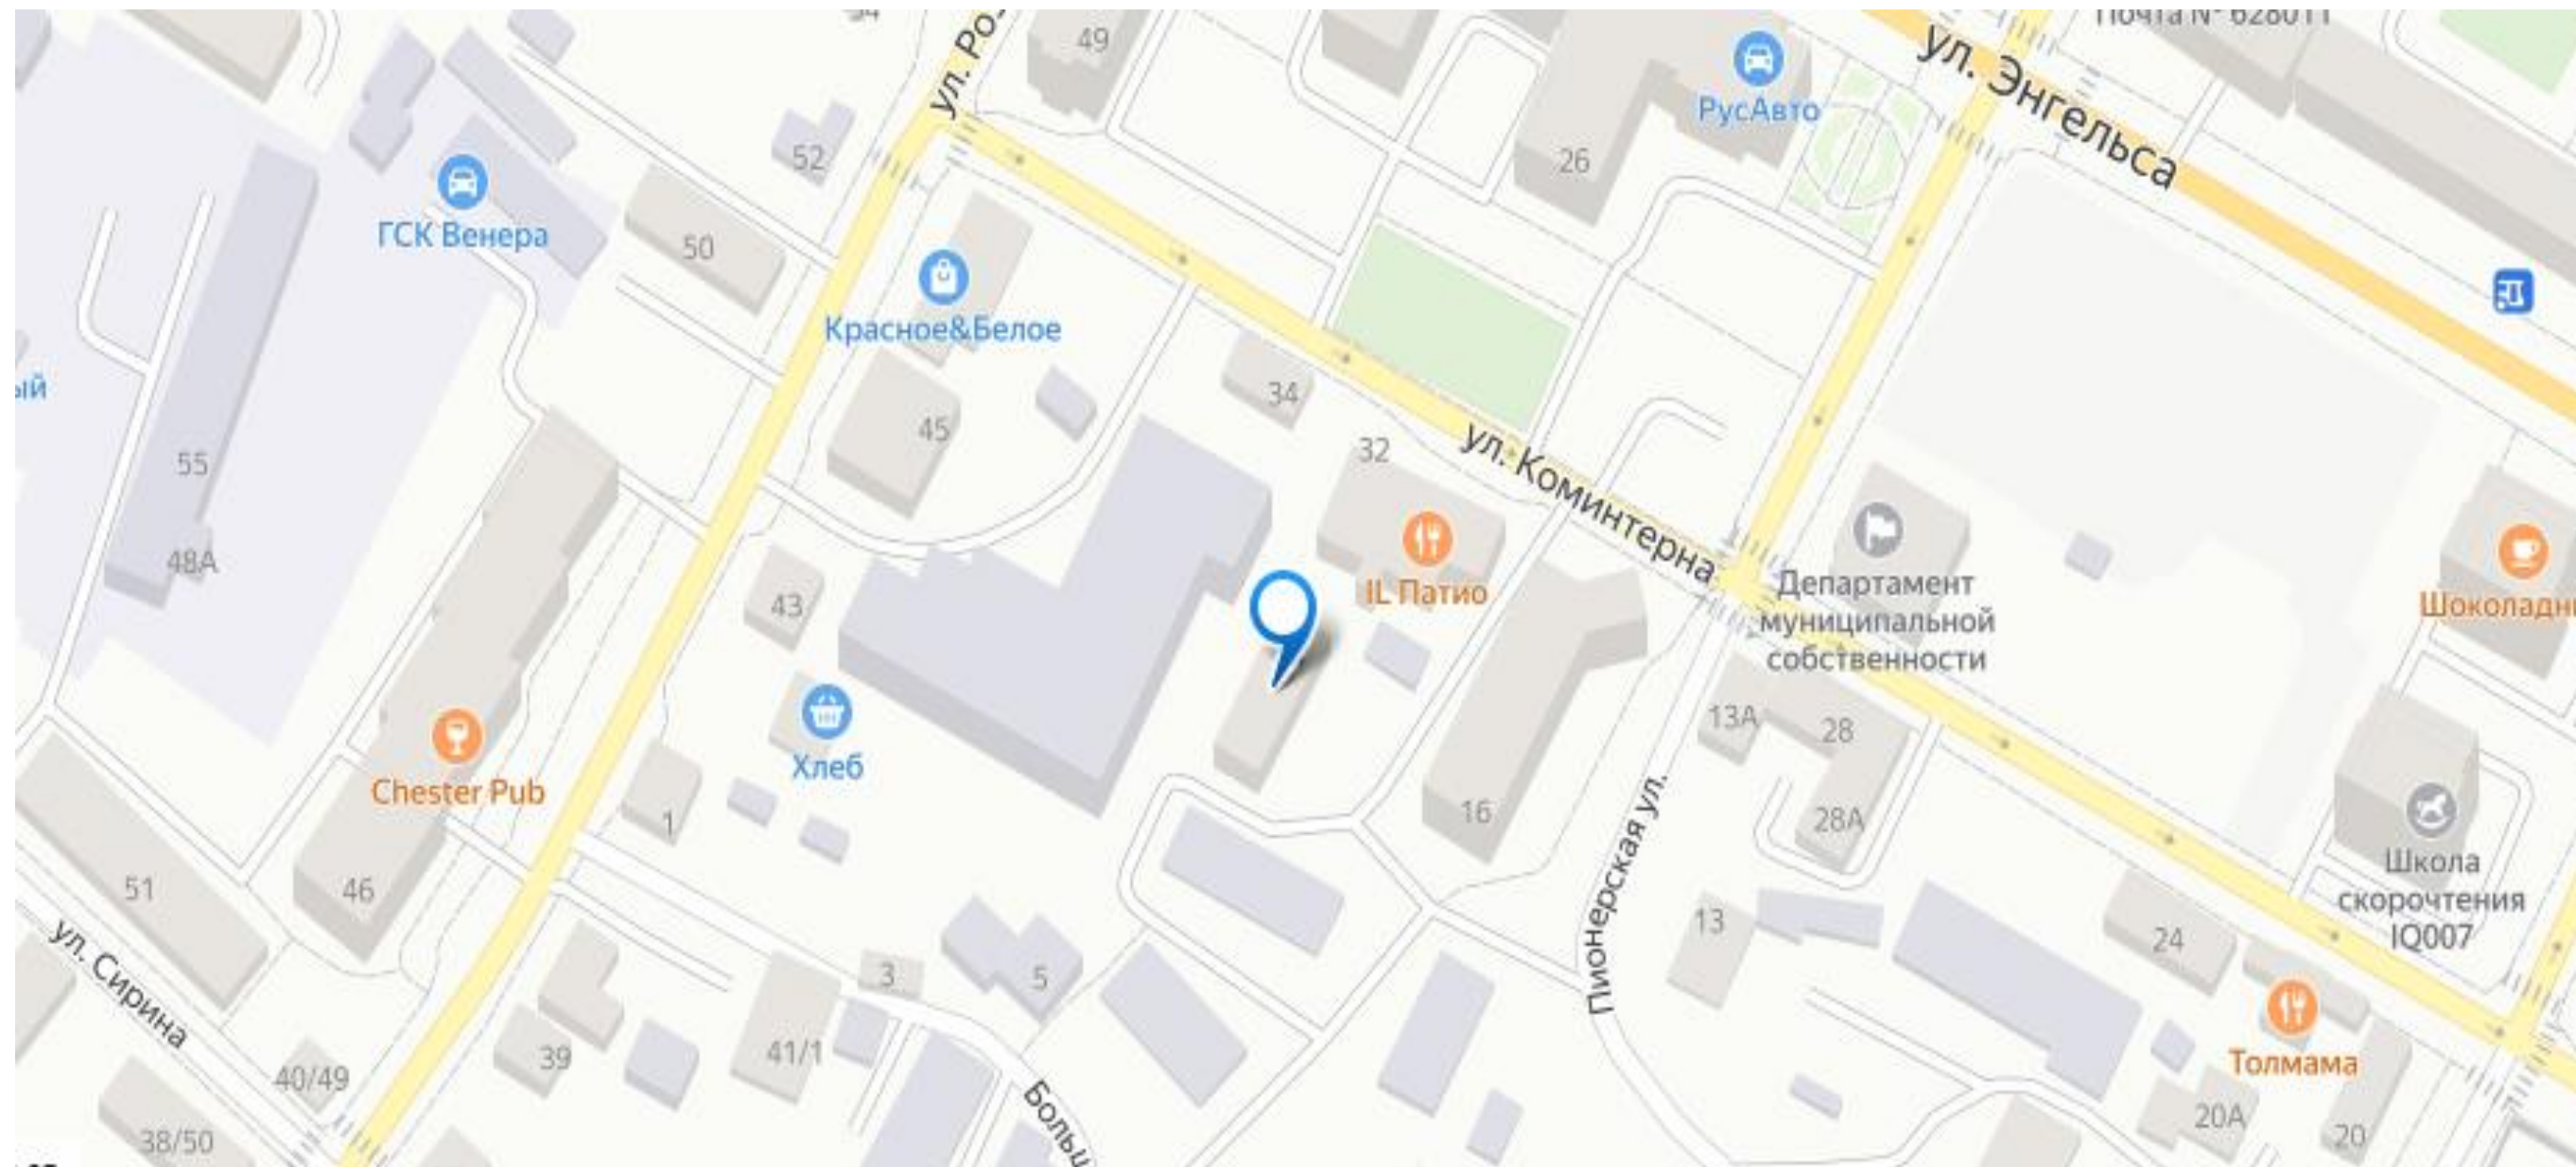 Почта № 628011
49
ул. Энгельса
РусАвто
52
26
ГСК Венера
50
Красное&Белое
34
45
32
ул. Коминтерна
55
48А
43
IL Патио
Департамент
муниципальной
собственности
13А
28
Хлеб
Chester Pub
1
16
28А
Пионерская ул.
Школа
скорочтения
IQ007
51
46
13
24
ул. Сирина
3
5
39
41/1
40/49
Толмама
38/50
20А
20